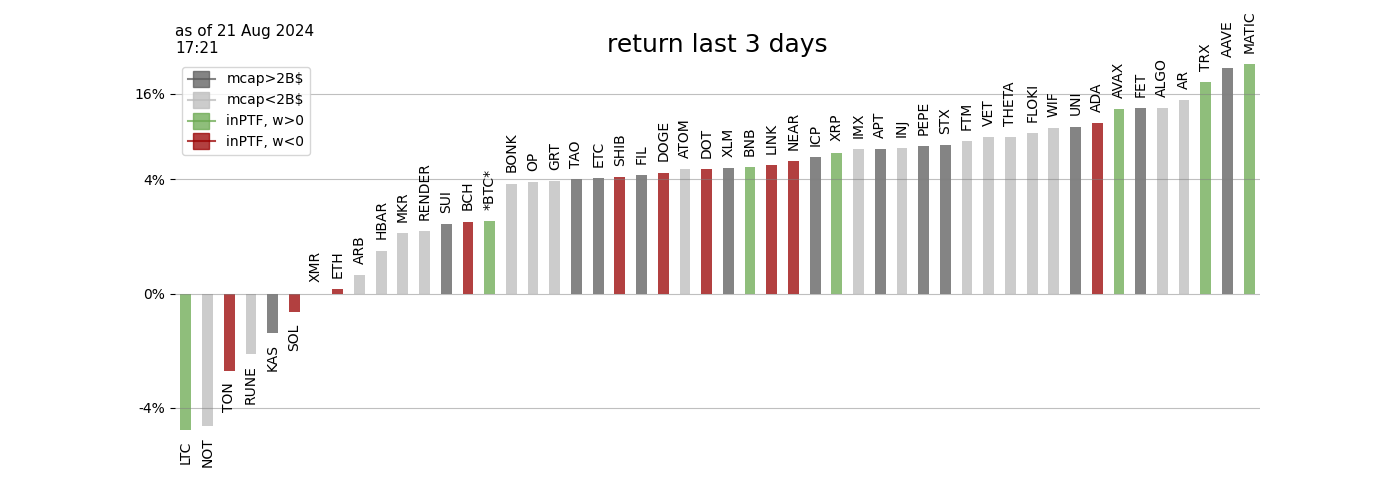 as of 21 Aug 2024
17:21
return last 3 days
mcap>2B$
mcap<2B$
inPTF, w>0
inPTF, w<0
16%
4%
0%
-4%
LTC
NOT
TON
RUNE
KAS
SOL
XMR
ETH
ARB
HBAR
MKR
RENDER
SUI
BCH
*BTC*
BONK
OP
GRT
TAO
ETC
SHIB
FIL
DOGE
ATOM
DOT
XLM
BNB
LINK
NEAR
ICP
XRP
IMX
APT
INJ
PEPE
STX
FTM
VET
THETA
FLOKI
WIF
UNI
ADA
AVAX
FET
ALGO
AR
TRX
AAVE
MATIC